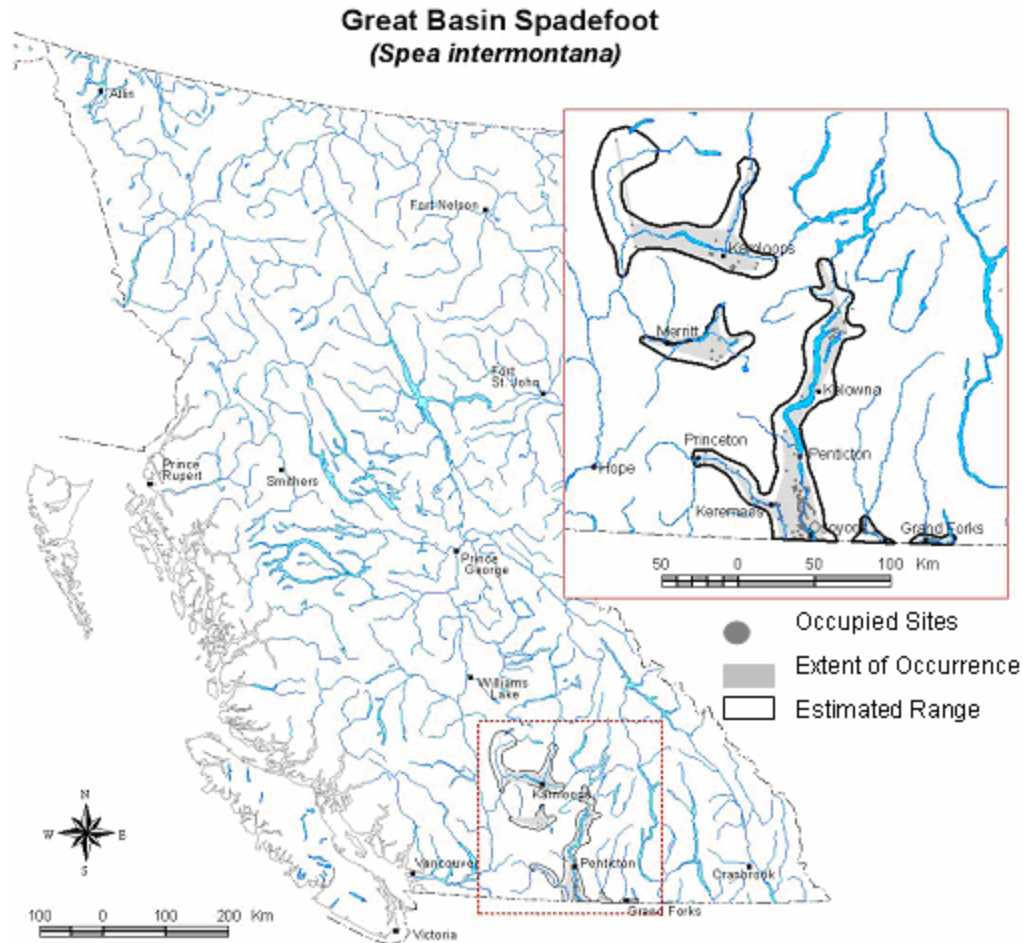 Great Basin Spadefoot
(Spea intermontana)
Atlin
Fort Nelson
Fort
St. John
Prince
Rupert
Smithers
Prince
George
Williams
Lake
Kamloops
Penticton
Vancouver
Cranbrook
Grand Forks
Victoria
N
W
E
S
100 0 100 200 Km
Kamloops
Merritt
Kelowna
Princeton
Penticton
Hope
Keremeos
Osoyoos
Grand Forks
50 0 50 100 Km
Occupied Sites
Extent of Occurrence
Estimated Range